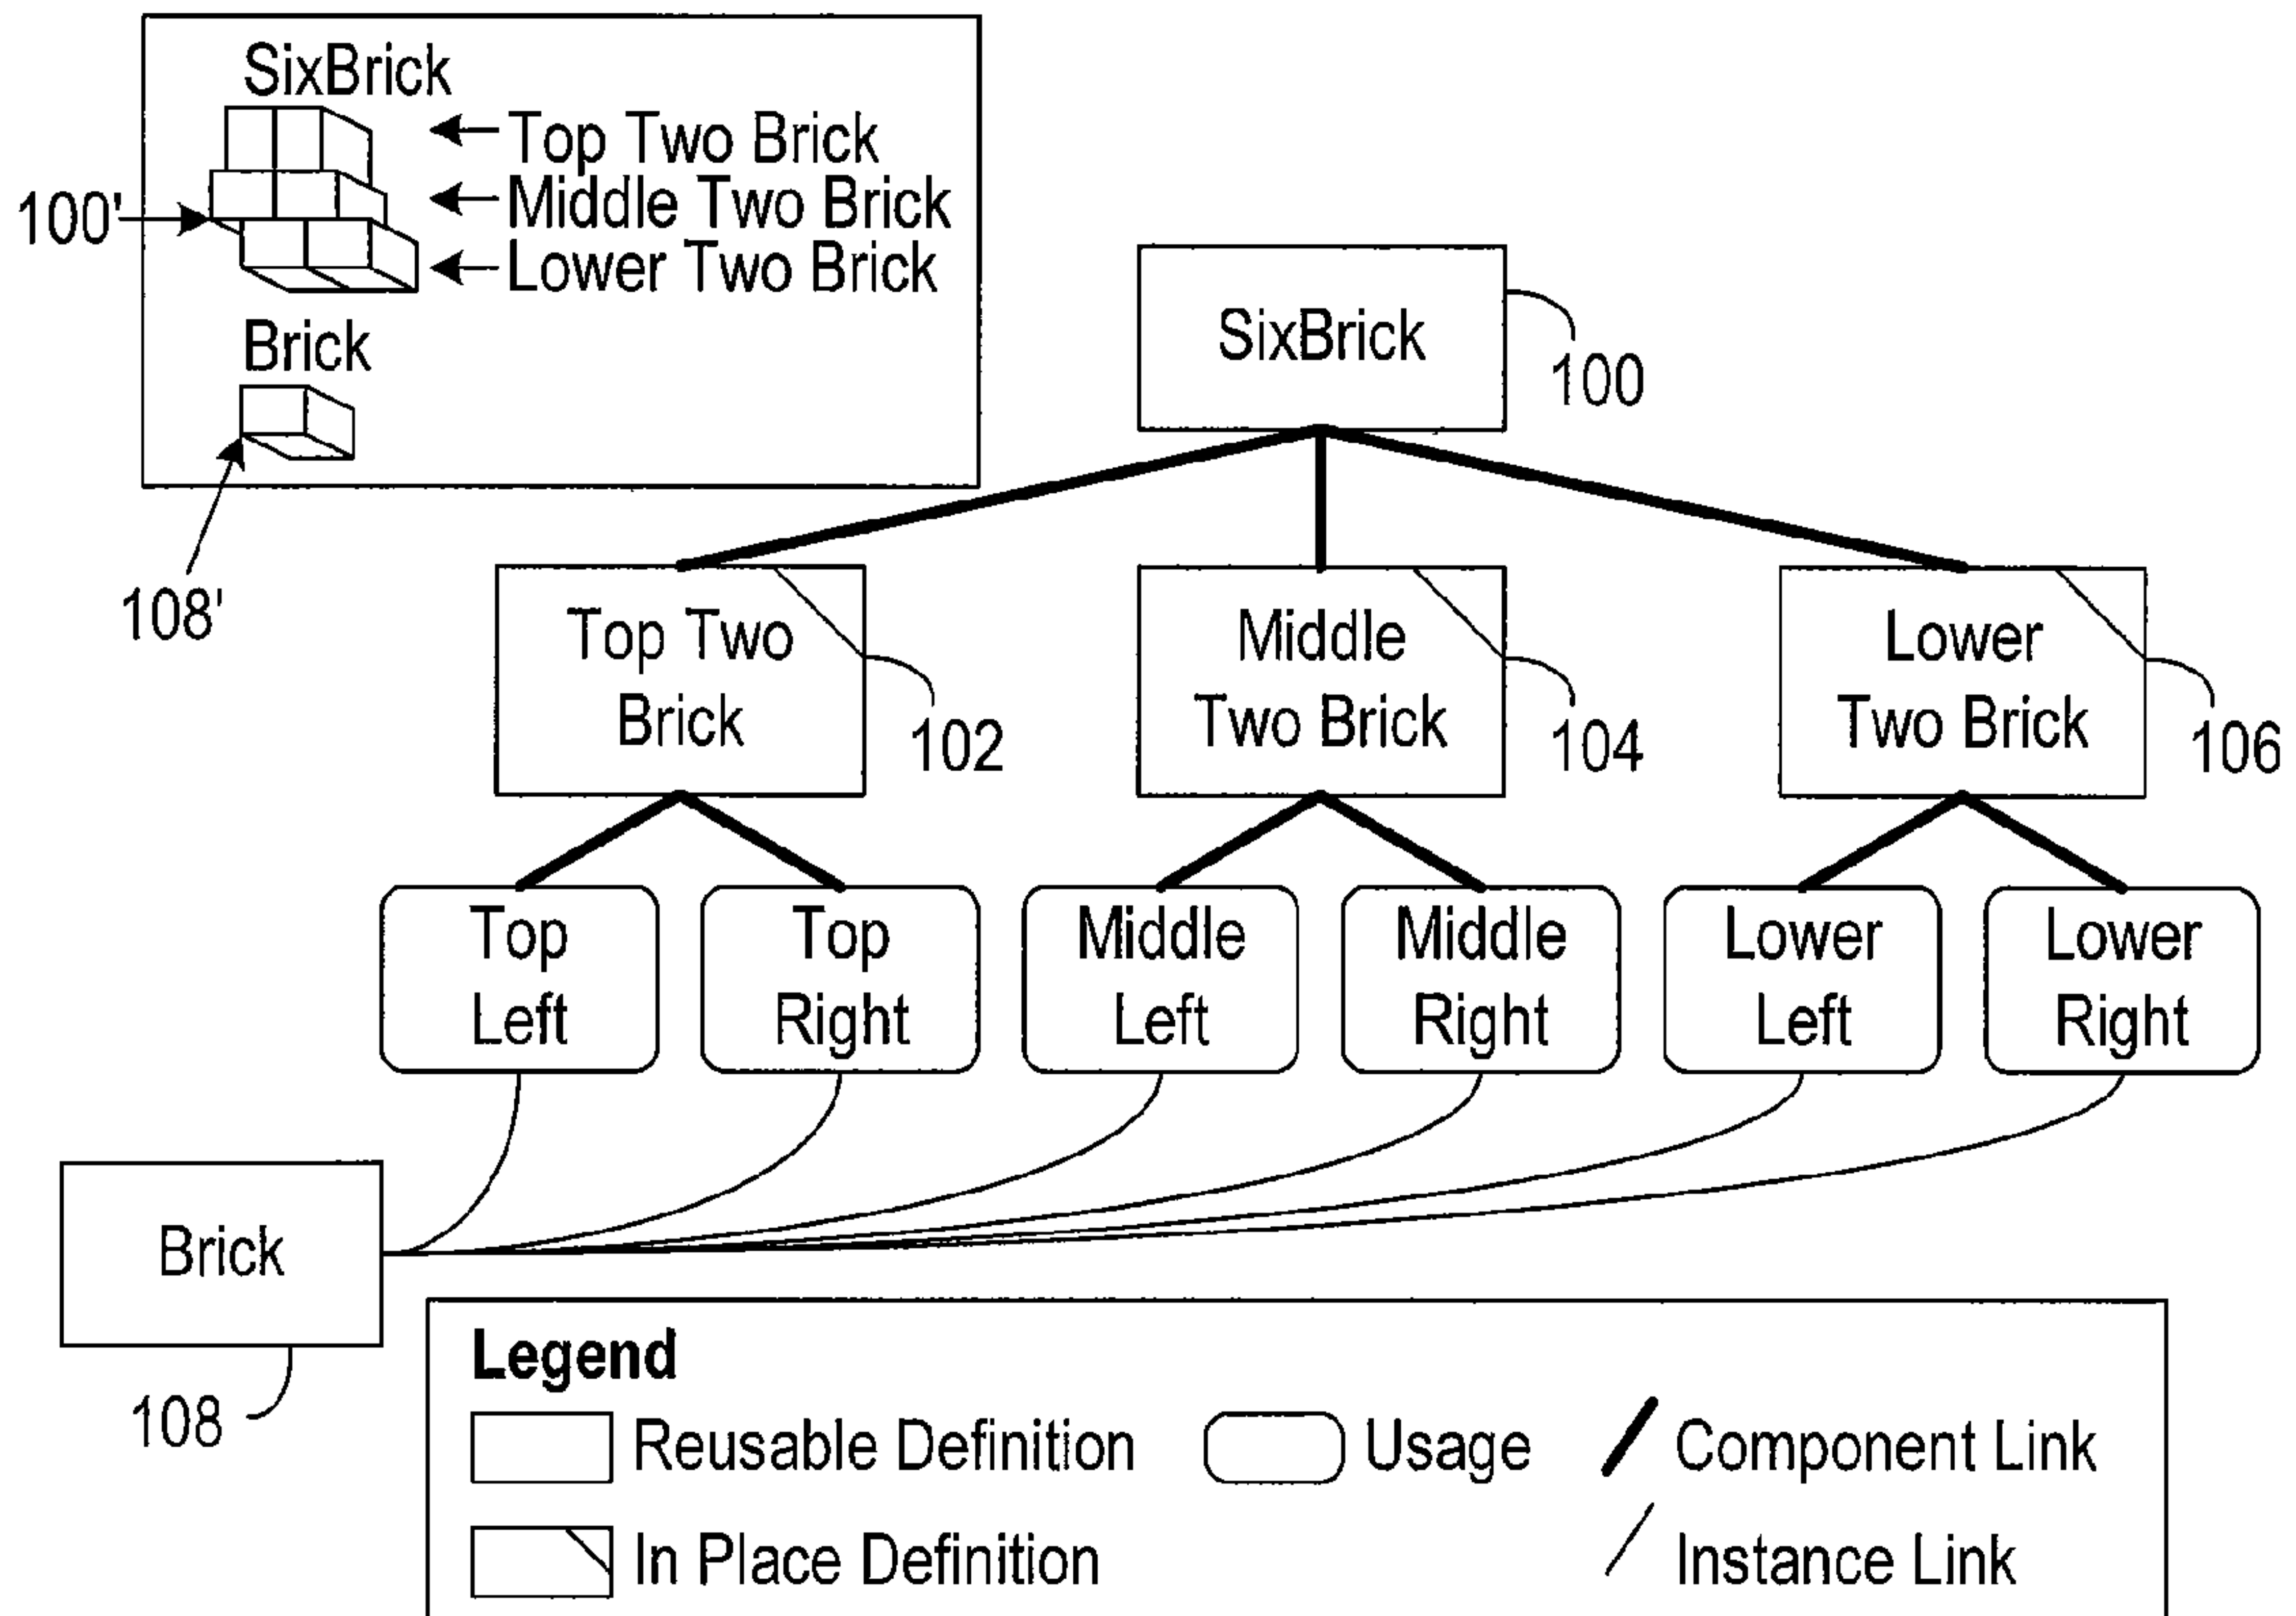 SixBrick
Top Two Brick
Middle Two Brick
Lower Two Brick
100'
Brick
108'
SixBrick
100
Top Two
Brick
102
Middle
Two Brick
104
Lower
Two Brick
106
Top
Left
Top
Right
Middle
Left
Middle
Right
Lower
Left
Lower
Right
Brick
108
Legend
Reusable Definition
Usage
Component Link
In Place Definition
Instance Link